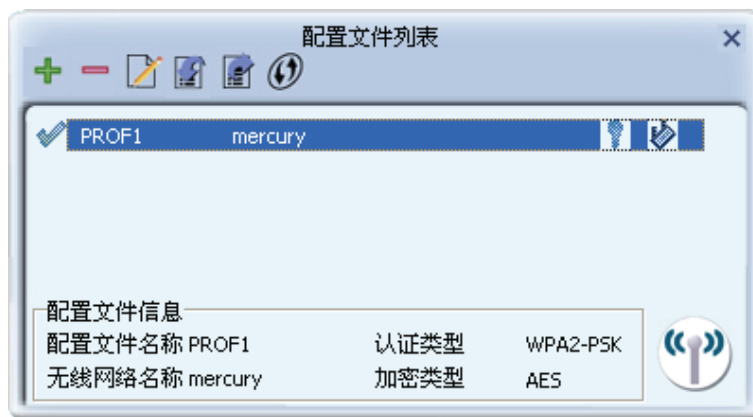 配置文件列表
PROF1 mercury
配置文件信息
配置文件名称 PROF1 认证类型 WPA2-PSK
无线网络名称 mercury 加密类型 AES